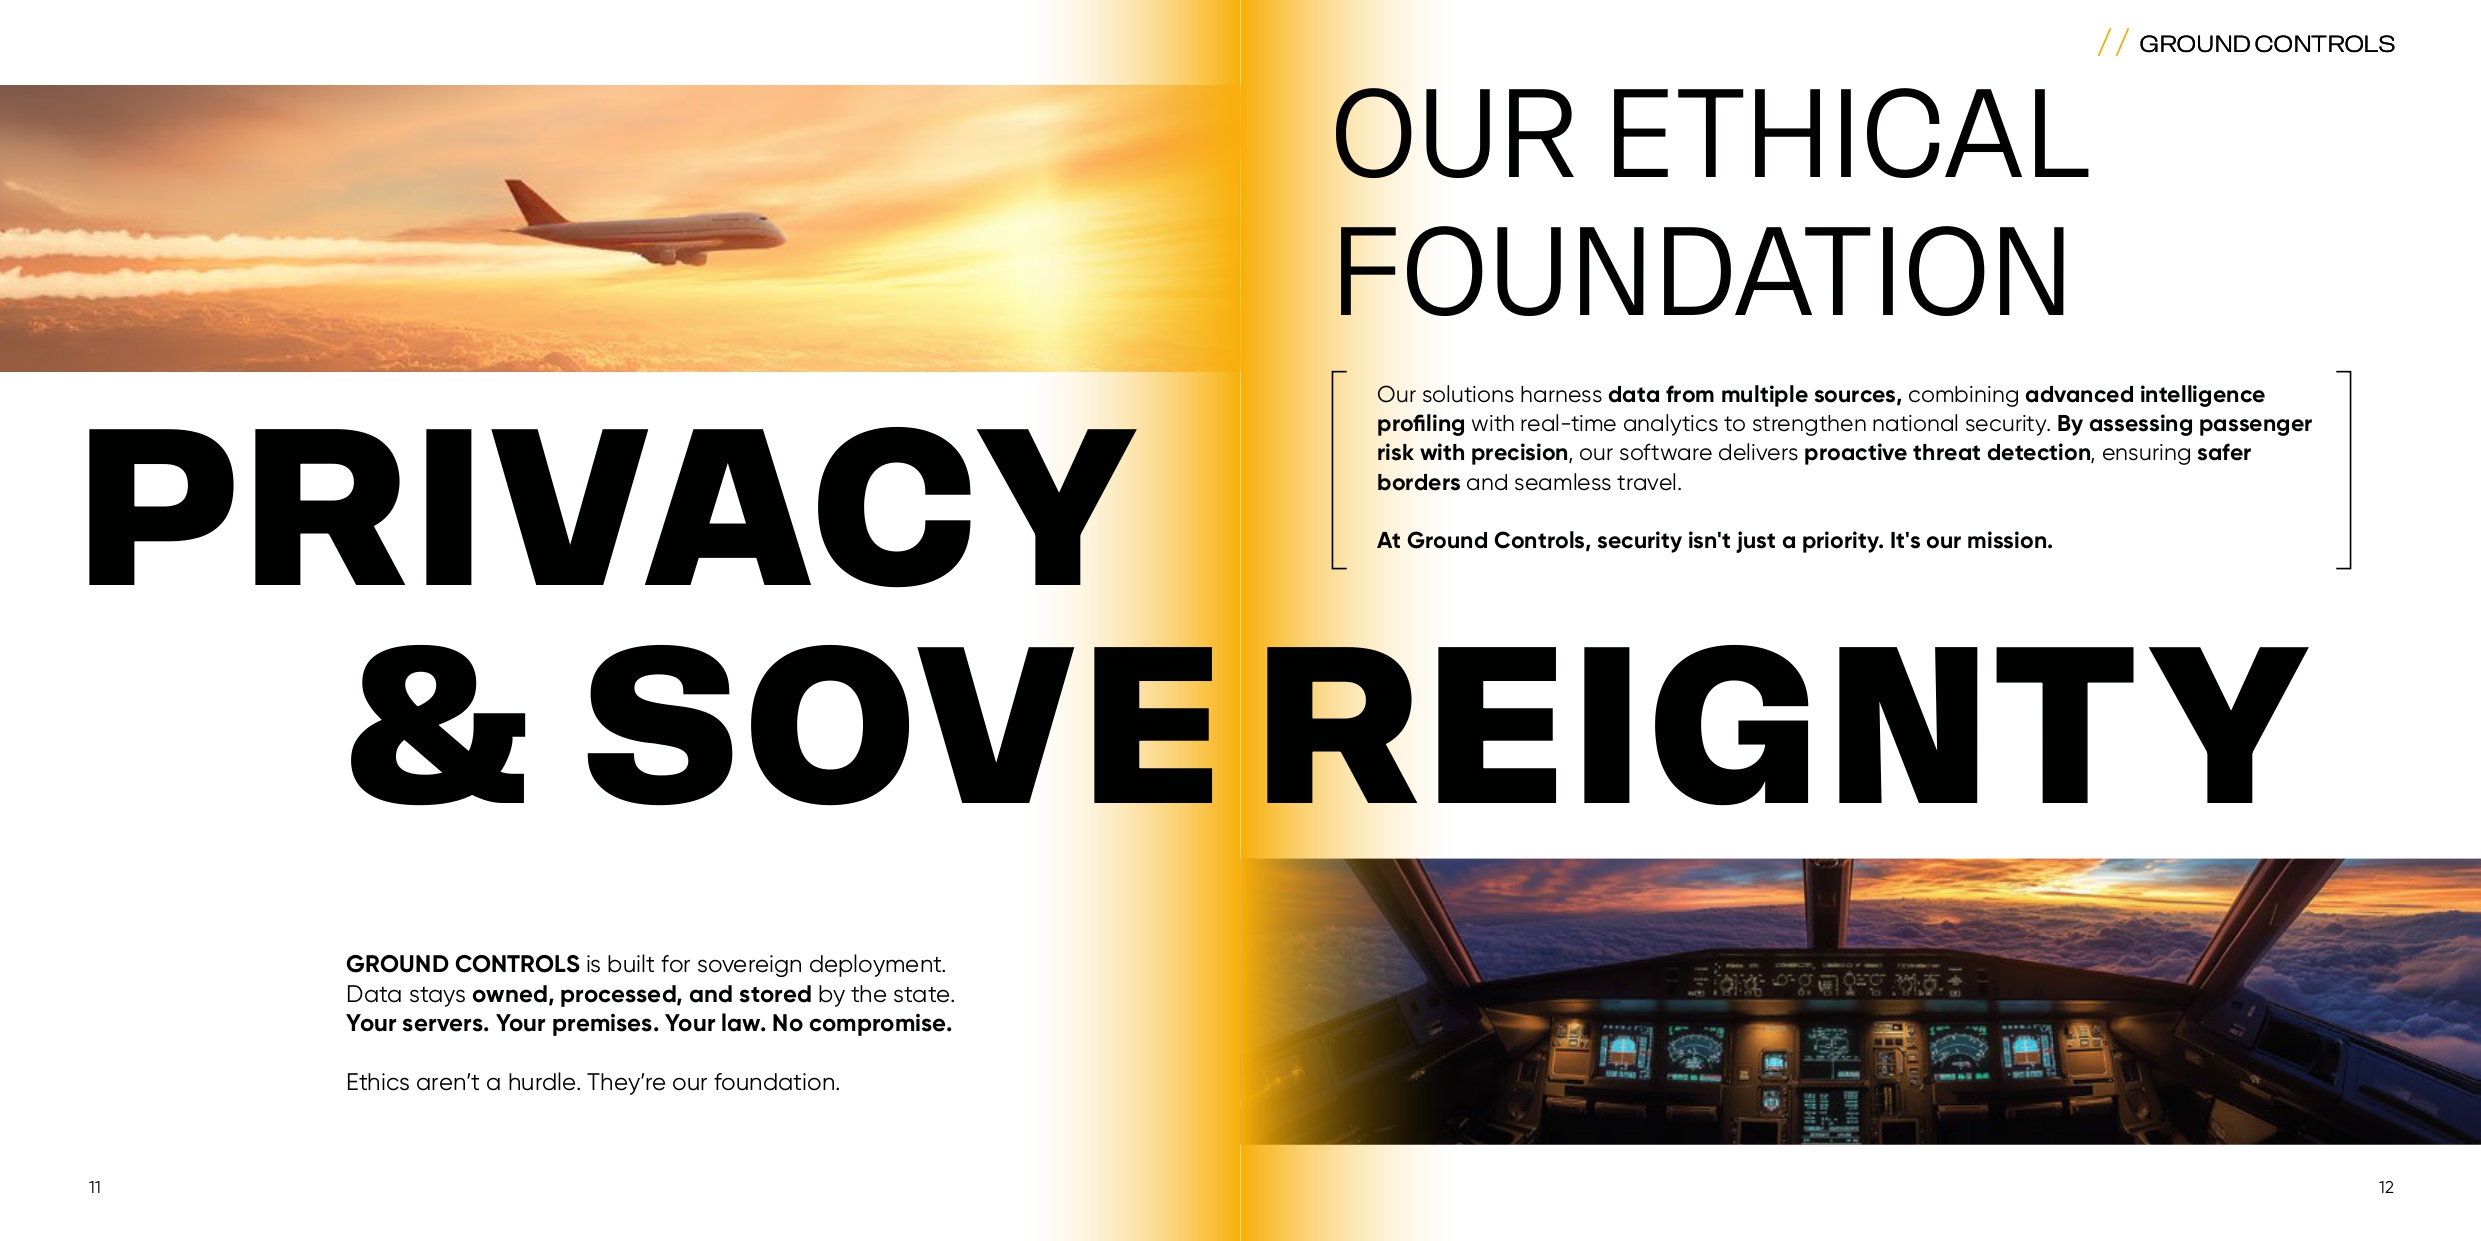 // GROUND CONTROLS
PRIVACY
& SOVEREIGNTY
GROUND CONTROLS is built for sovereign deployment.
Data stays owned, processed, and stored by the state.
Your servers. Your premises. Your law. No compromise.
Ethics aren’t a hurdle. They’re our foundation.
11
OUR ETHICAL
FOUNDATION
Our solutions harness data from multiple sources, combining advanced intelligence
profiling with real-time analytics to strengthen national security. By assessing passenger
risk with precision, our software delivers proactive threat detection, ensuring safer
borders and seamless travel.
At Ground Controls, security isn't just a priority. It's our mission.
12